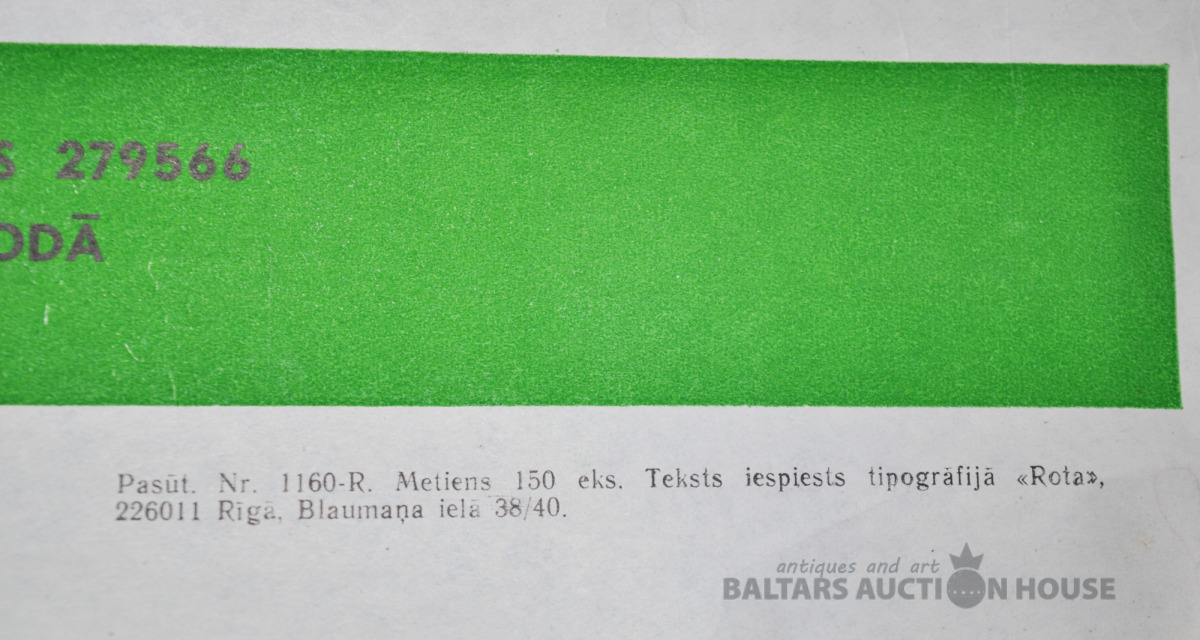 S 279566
ODĀ
Pasūt. Nr. 1160-R. Metiens 150 eks. Teksts iespiests tipogrāfijā «Rota»,
226011 Rīgā, Blaumaņa ielā 38/40.
antiques and art
BALTARS AUCTION HOUSE